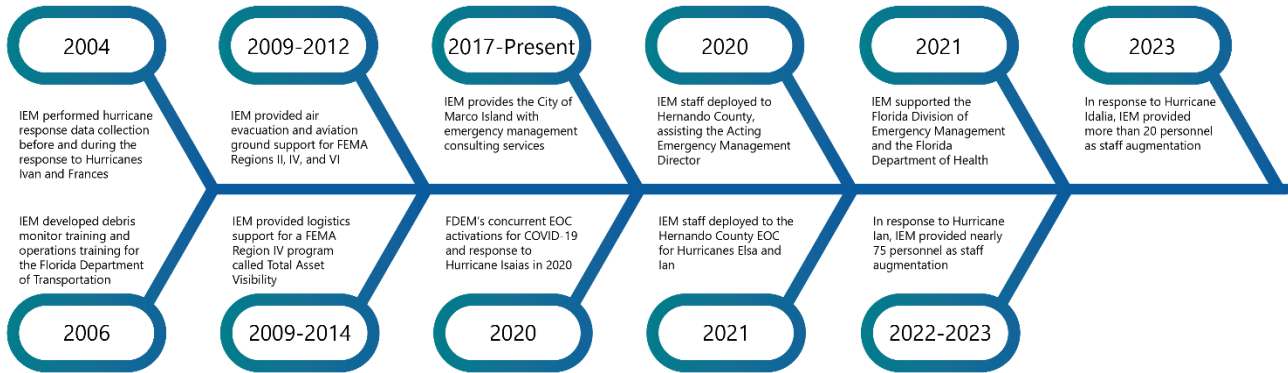 2004
2009-2012
2017-Present
2020
2021
2023
IEM performed hurricane
response data collection
before and during the
response to Hurricanes
Ivan and Frances
IEM provided air
evacuation and aviation
ground support for FEMA
Regions II, IV, and VI
IEM provides the City of
Marco Island with
emergency management
consulting services
IEM staff deployed to
Hernando County,
assisting the Acting
Emergency Management
Director
IEM supported the
Florida Division of
Emergency Management
and the Florida
Department of Health
In response to Hurricane
Idalia, IEM provided
more than 20 personnel
as staff augmentation
IEM developed debris
monitor training and
operations training for
the Florida Department
of Transportation
IEM provided logistics
support for a FEMA
Region IV program
called Total Asset
Visibility
FDEM's concurrent EOC
activations for COVID-19
and response to
Hurricane Isaias in 2020
IEM staff deployed to the
Hernando County EOC
for Hurricanes Elsa and
Ian
In response to Hurricane
Ian, IEM provided nearly
75 personnel as staff
augmentation
2006
2009-2014
2020
2021
2022-2023